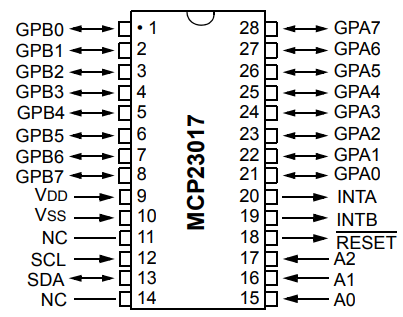 GPB0 • 1 28 GPA7
GPB1 2 27 GPA6
GPB2 3 26 GPA5
GPB3 4 25 GPA4
GPB4 5 24 GPA3
GPB5 6 23 GPA2
GPB6 7 22 GPA1
GPB7 8 21 GPA0
VDD 9 20 INTA
VSS 10 19 INTB
NC 11 18 RESET
SCL 12 17 A2
SDA 13 16 A1
NC 14 15 A0
MCP23017